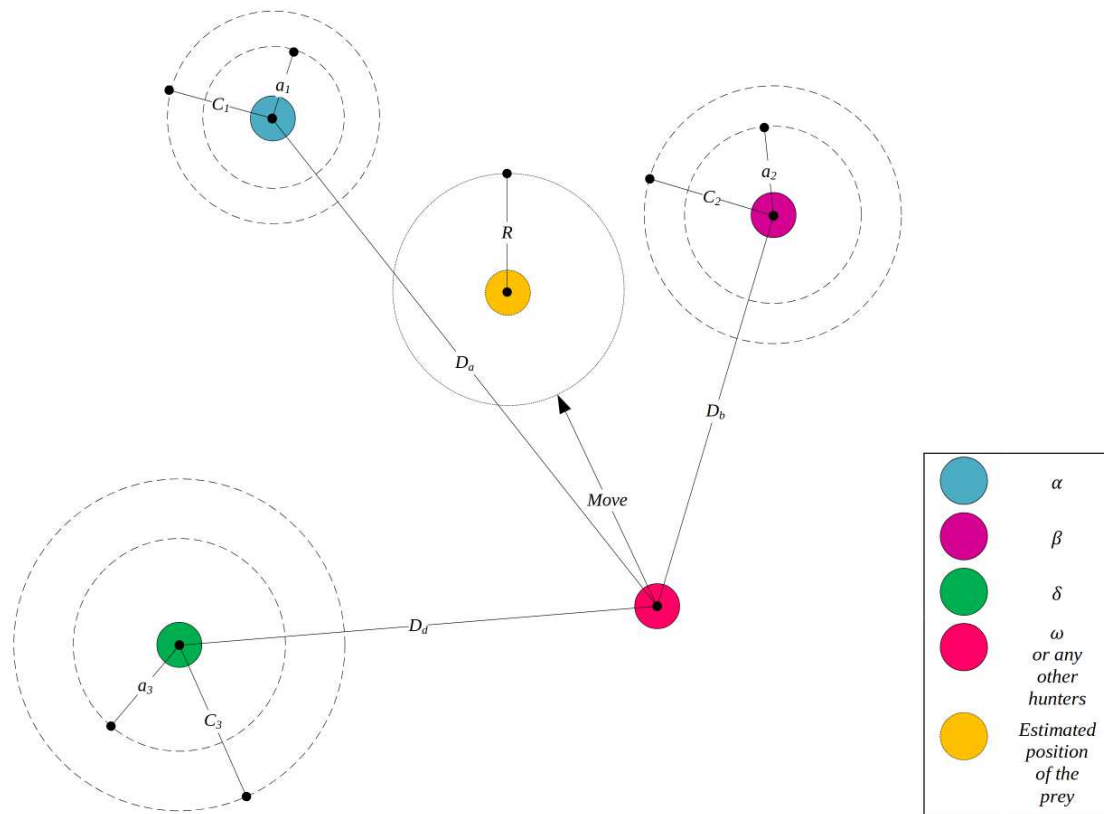 a1
C1
a2
C2
R
Da
Db
Move
Dd
a3
C3
α
β
δ
ω
or any
other
hunters
Estimated
position
of the
prey